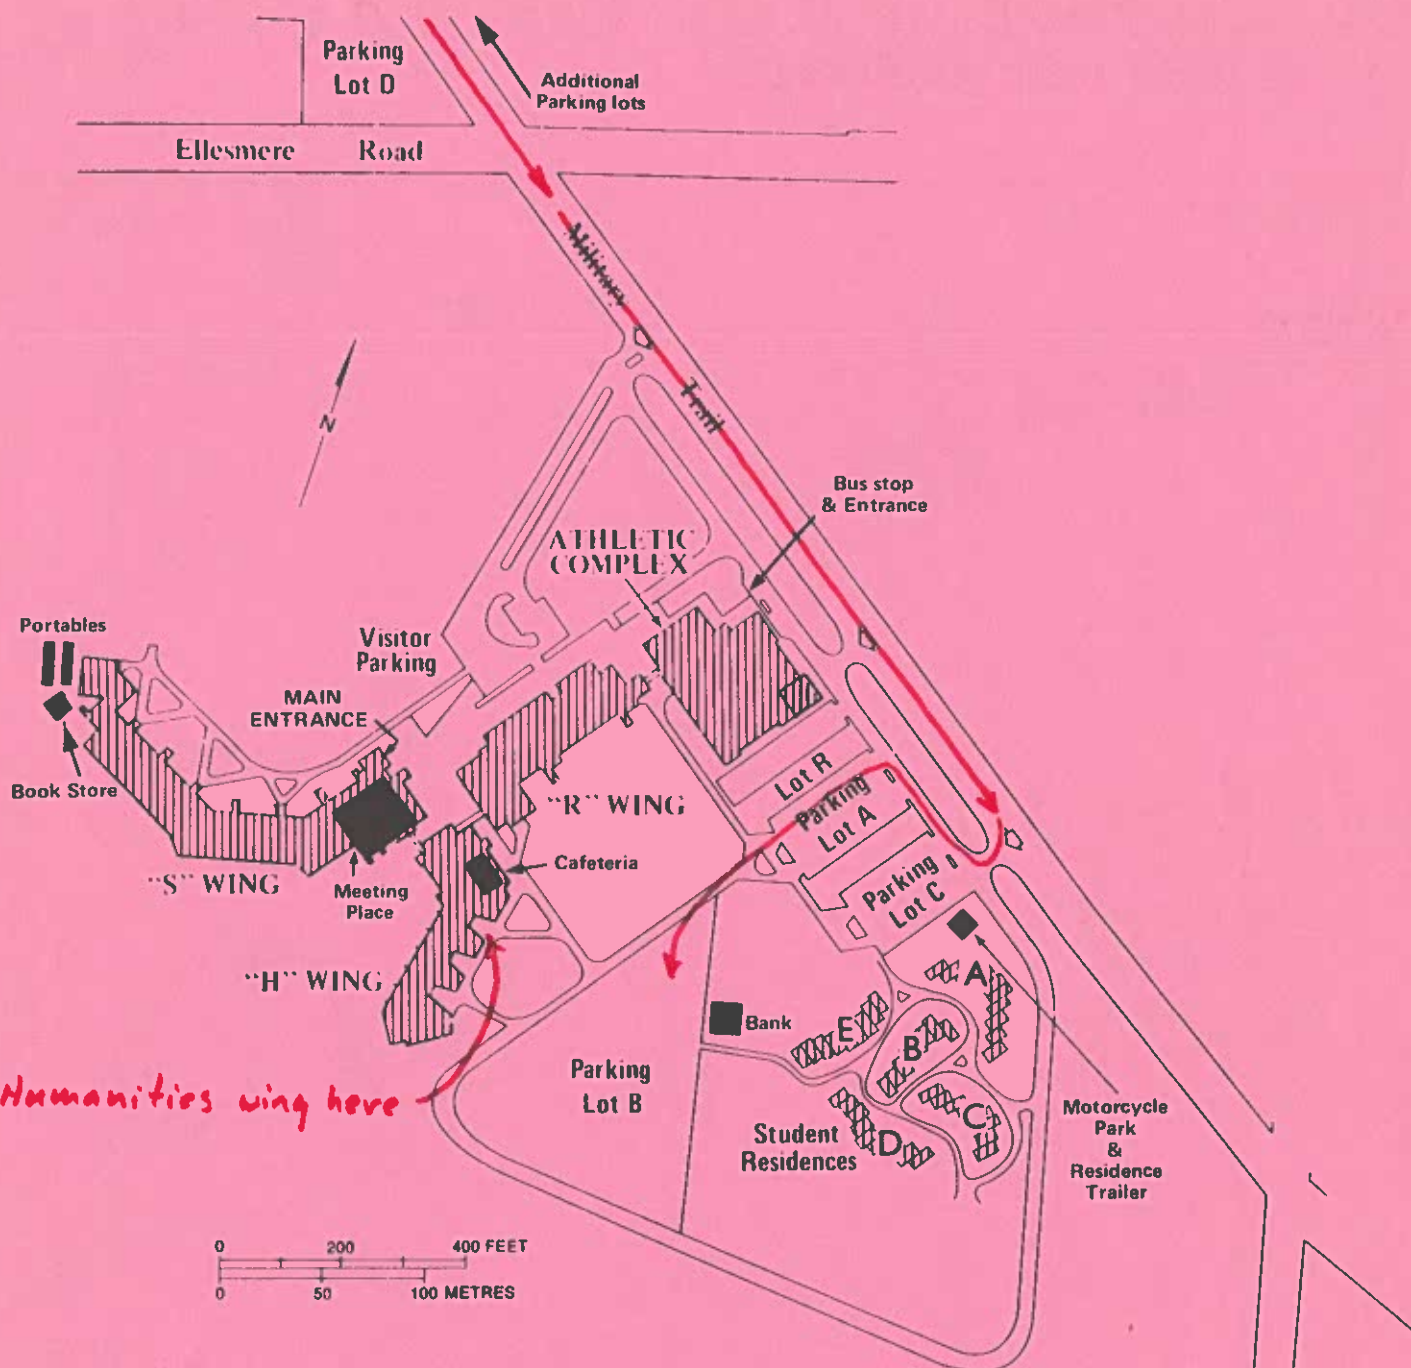 Parking
Lot D
Additional
Parking lots
Ellesmere Road
Military
Trail
N
Bus stop
& Entrance
ATHLETIC
COMPLEX
Portables
Visitor
Parking
MAIN
ENTRANCE
Book Store
Lot R
"R" WING
Parking
Lot A
Cafeteria
"S" WING
Meeting
Place
Parking
Lot C
"H" WING
A
Bank
E
B
Parking
Lot B
Humanities wing here
C
Student
Residences
D
Motorcycle
Park
&
Residence
Trailer
0 200 400 FEET
0 50 100 METRES